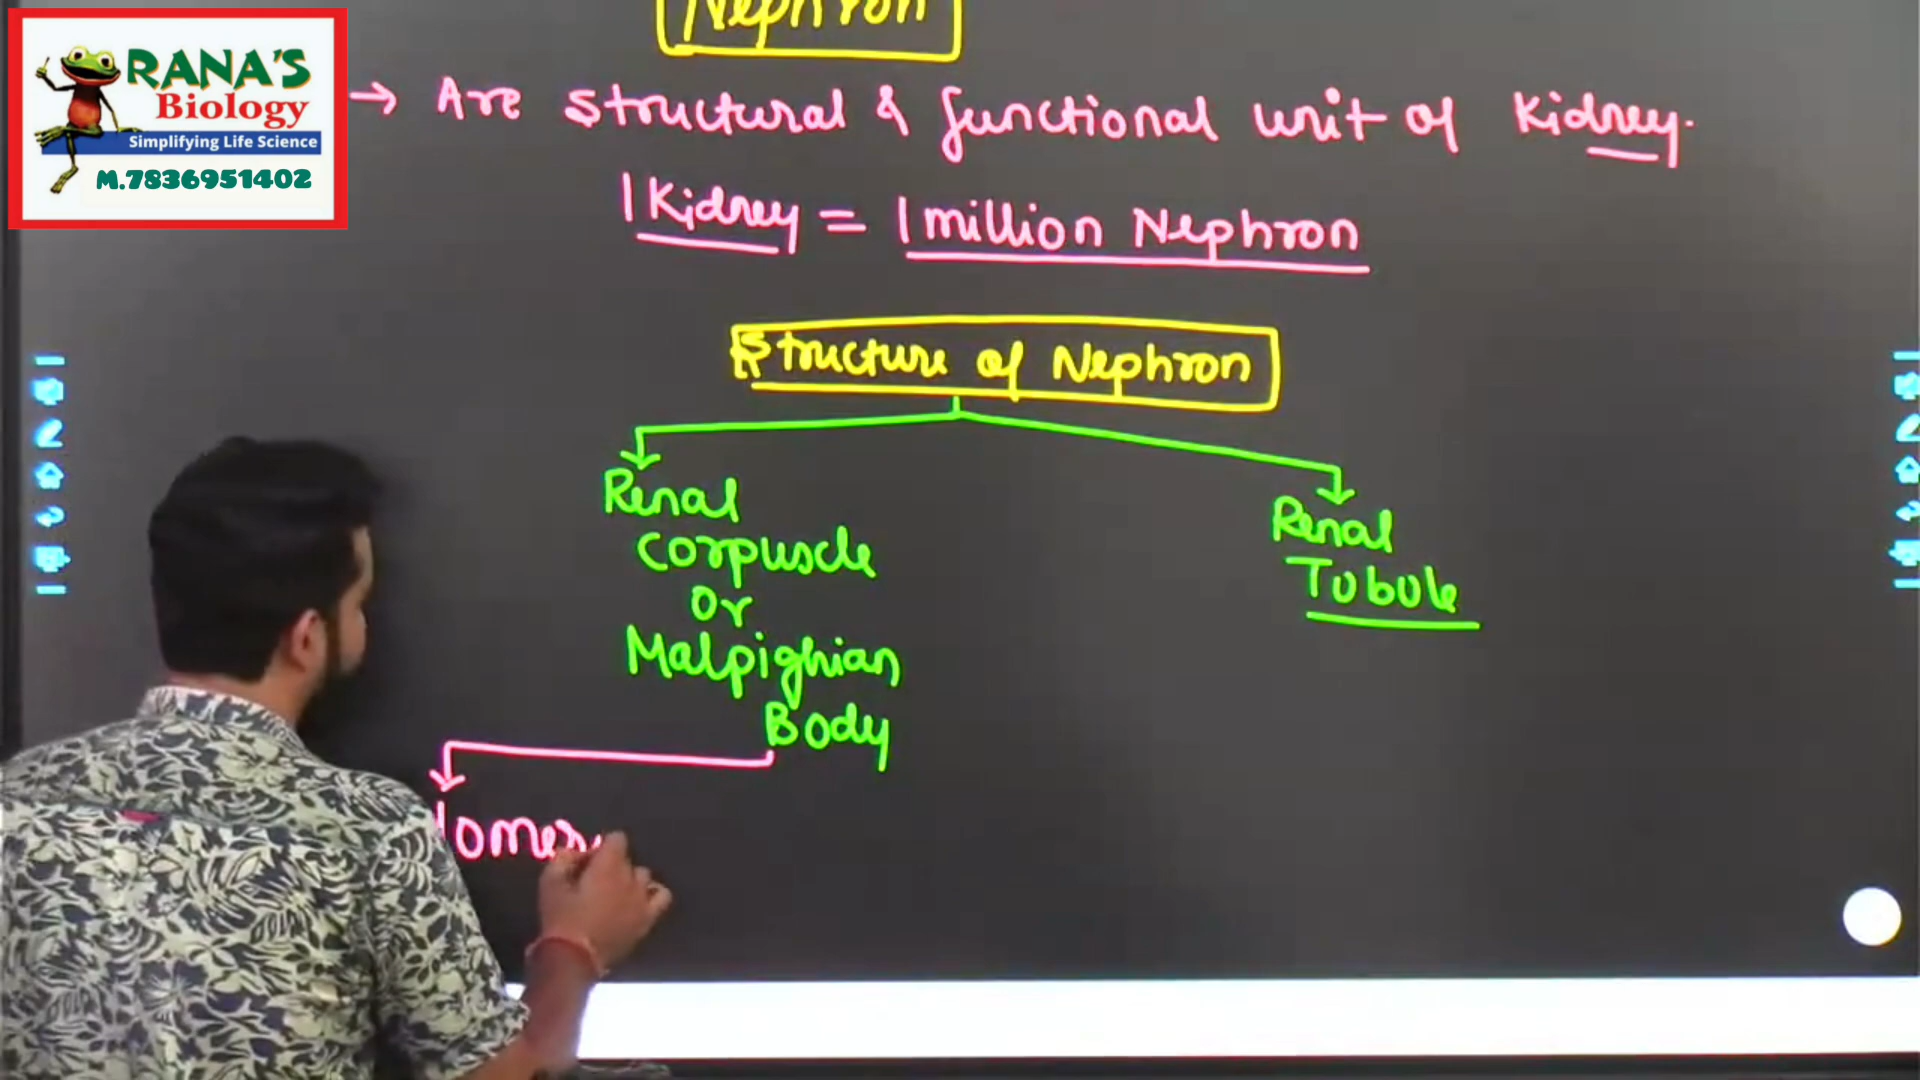 Nephron
RANA'S
Biology
Simplifying Life Science
M.7836951402
→ Are structural & functional unit of kidney.
1 Kidney = 1 million Nephron
Structure of Nephron
Renal
Corpuscle
or
Malpighian
Body
Renal
Tubule